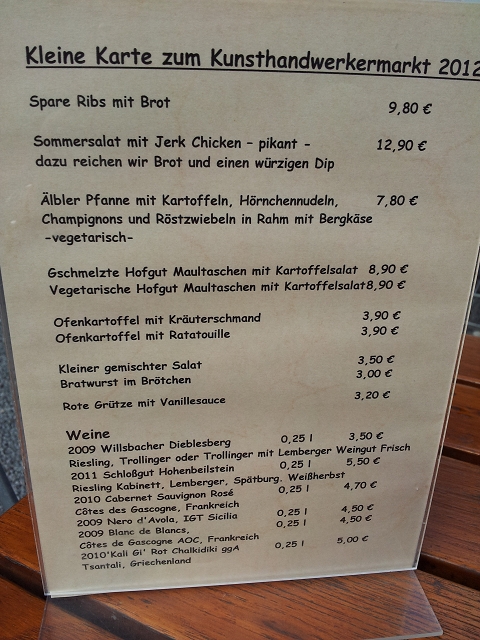 Kleine Karte zum Kunsthandwerkermarkt 2012
Spare Ribs mit Brot 9,80 €
Sommersalat mit Jerk Chicken – pikant – 12,90 €
dazu reichen wir Brot und einen würzigen Dip
Älbler Pfanne mit Kartoffeln, Hörnchennudeln, 7,80 €
Champignons und Röstzwiebeln in Rahm mit Bergkäse
-vegetarisch-
Gschmelzte Hofgut Maultaschen mit Kartoffelsalat 8,90 €
Vegetarische Hofgut Maultaschen mit Kartoffelsalat 8,90 €
Ofenkartoffel mit Kräuterschmand 3,90 €
Ofenkartoffel mit Ratatouille 3,90 €
Kleiner gemischter Salat 3,50 €
Bratwurst im Brötchen 3,00 €
Rote Grütze mit Vanillesauce 3,20 €
Weine
2009 Willsbacher Dieblesberg 0,25 l 3,50 €
Riesling, Trollinger oder Trollinger mit Lemberger Weingut Frisch
2011 Schloßgut Hohenbeilstein 0,25 l 5,50 €
Riesling Kabinett, Lemberger, Spätburg. Weißherbst
2010 Cabernet Sauvignon Rosé 0,25 l 4,70 €
Côtes des Gascogne, Frankreich
2009 Nero d'Avola, IGT Sicilia 0,25 l 4,50 €
2009 Blanc de Blancs, 0,25 l 4,50 €
Côtes de Gascogne AOC, Frankreich
2010'Kali Gi' Rot Chalkidiki ggA 0,25 l 5,00 €
Tsantali, Griechenland